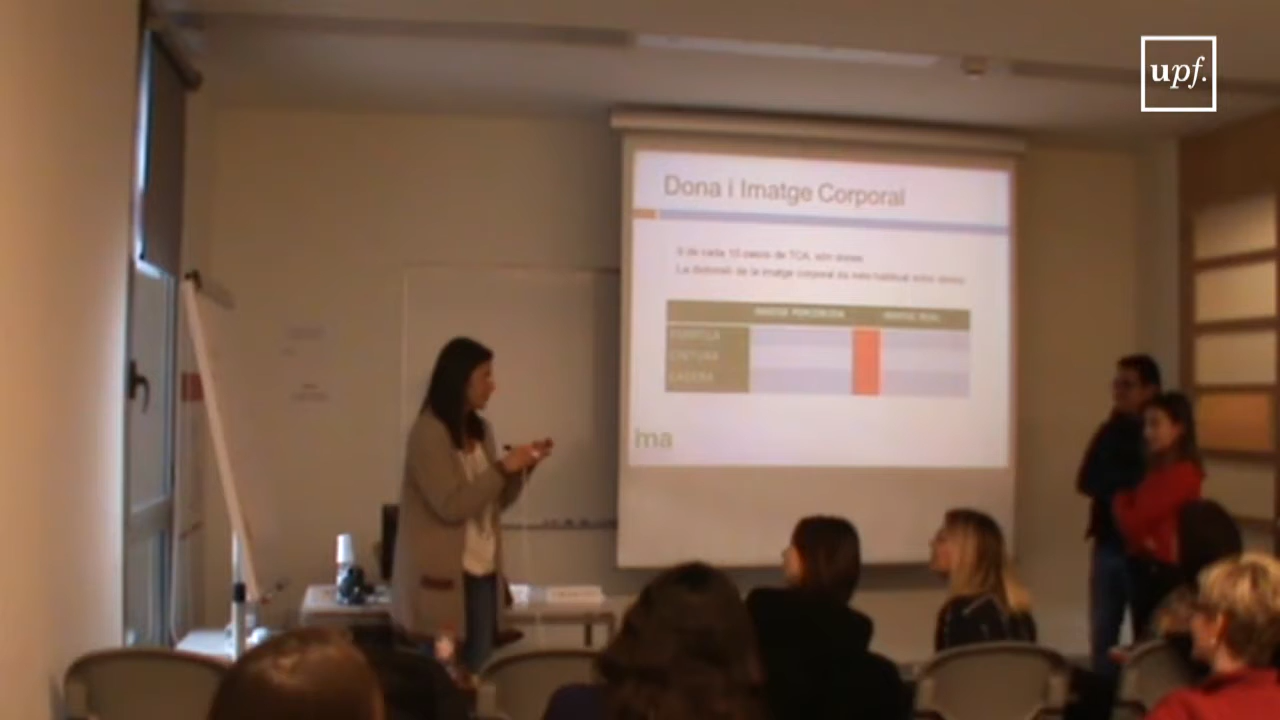 upf.
Dona i Imatge Corporal
9 de cada 10 casos de TCA, són dones
La distorsió de la imatge corporal és més habitual entre dones
IMATGE PERCEBUDA IMATGE REAL
ESPATLLA
CINTURA
CADERA
ma